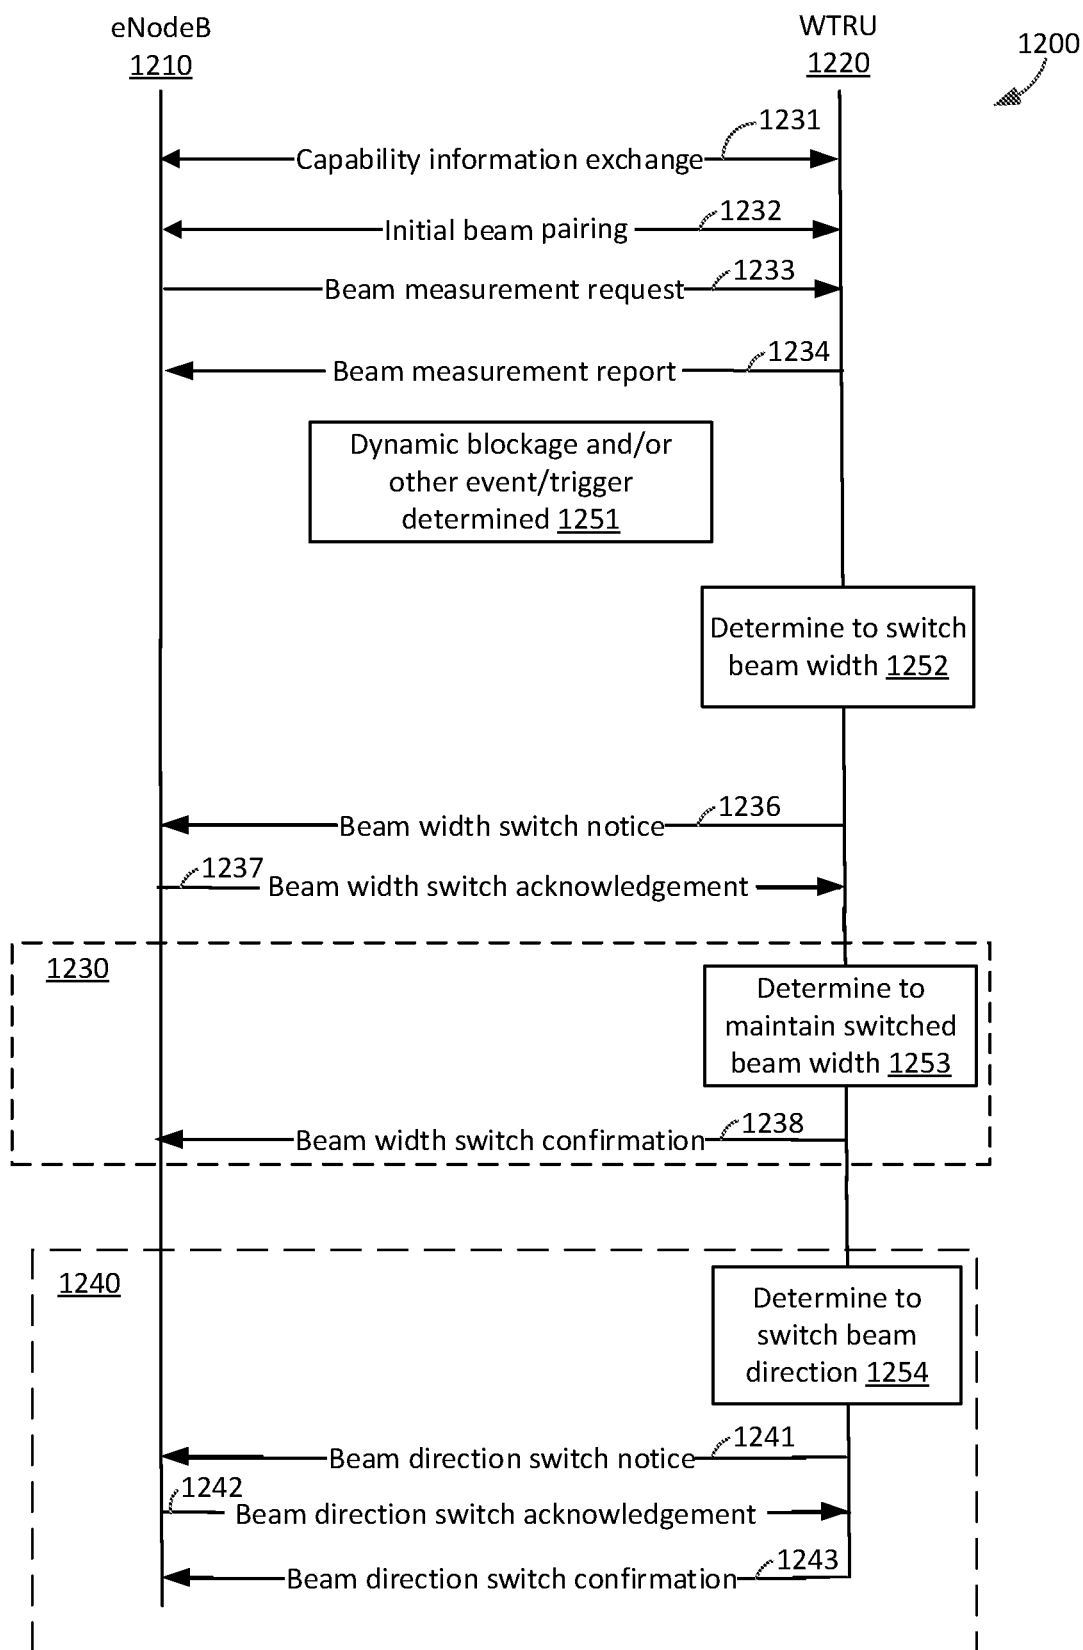 eNodeB
1210
WTRU
1220
1200
1231
Capability information exchange
1232
Initial beam pairing
1233
Beam measurement request
1234
Beam measurement report
Dynamic blockage and/or
other event/trigger
determined 1251
Determine to switch
beam width 1252
1236
Beam width switch notice
1237
Beam width switch acknowledgement
1230
Determine to
maintain switched
beam width 1253
1238
Beam width switch confirmation
1240
Determine to
switch beam
direction 1254
1241
Beam direction switch notice
1242
Beam direction switch acknowledgement
1243
Beam direction switch confirmation